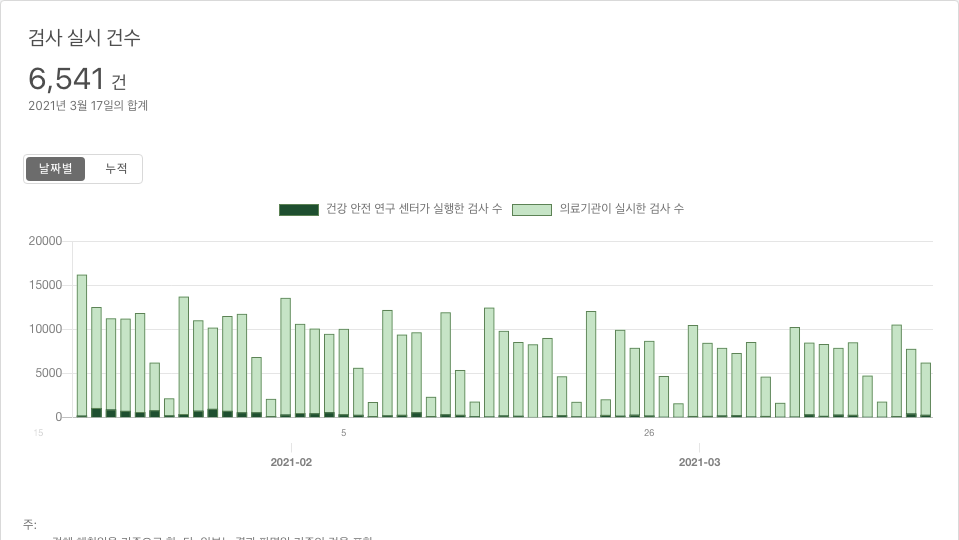 검사 실시 건수
6,541 건
2021년 3월 17일의 합계
날짜별 누적
건강 안전 연구 센터가 실행한 검사 수 의료기관이 실시한 검사 수
20000
15000
10000
5000
0
15 5 26
2021-02 2021-03
주: